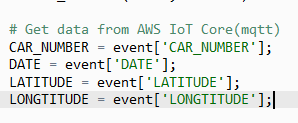 # Get data from AWS IoT Core(mqtt)
CAR_NUMBER = event['CAR_NUMBER'];
DATE = event['DATE'];
LATITUDE = event['LATITUDE'];
LONGTITUDE = event['LONGTITUDE'];